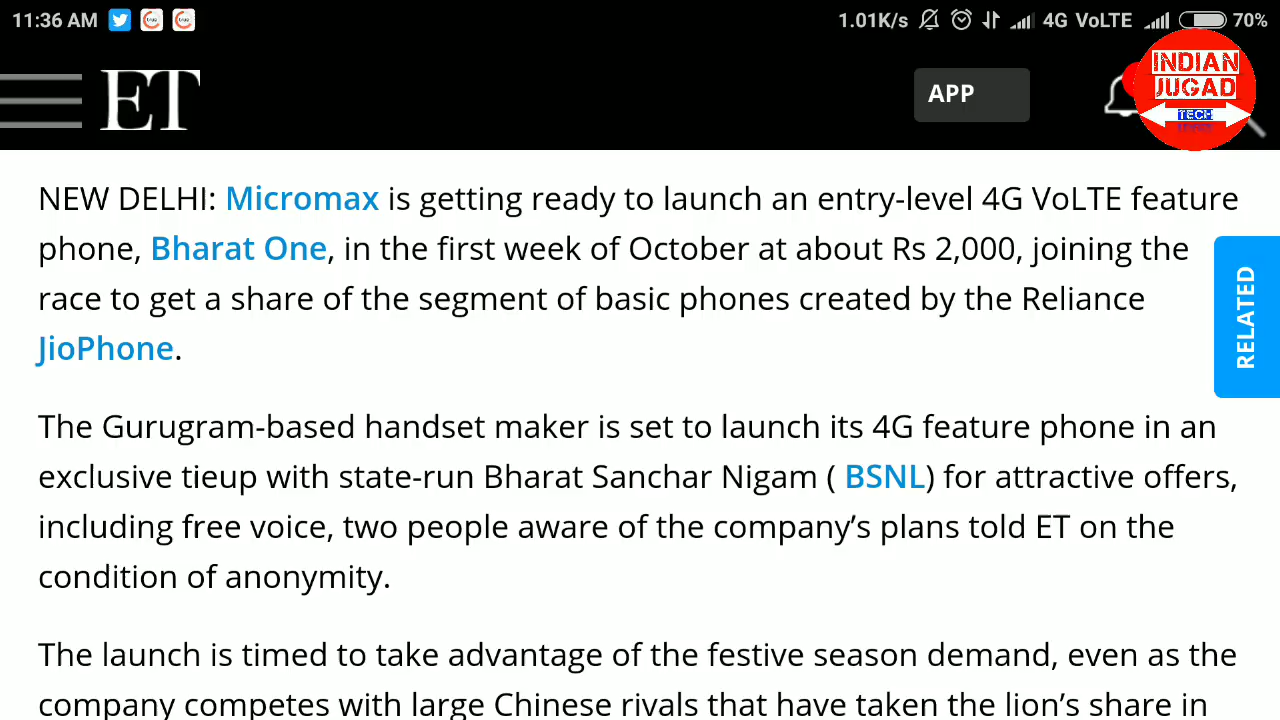 11:36 AM 1.01K/s 4G VoLTE 70%
ET APP
INDIAN
JUGAD
TECH
NEW DELHI: Micromax is getting ready to launch an entry-level 4G VoLTE feature
phone, Bharat One, in the first week of October at about Rs 2,000, joining the
race to get a share of the segment of basic phones created by the Reliance
JioPhone.
RELATED
The Gurugram-based handset maker is set to launch its 4G feature phone in an
exclusive tieup with state-run Bharat Sanchar Nigam ( BSNL) for attractive offers,
including free voice, two people aware of the company’s plans told ET on the
condition of anonymity.
The launch is timed to take advantage of the festive season demand, even as the
company competes with large Chinese rivals that have taken the lion’s share in